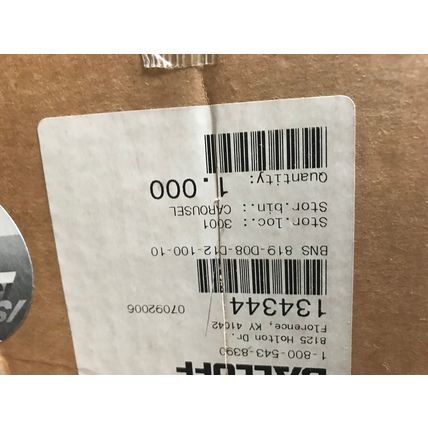 BALLUFF
1-800-543-8390
8125 Holton Dr.
Florence, KY 41042
134344 07092006
BNS 819-D08-D12-100-10
Stor.loc.: 3001
Stor.bin.: CAROUSEL
Quantity: 1.000